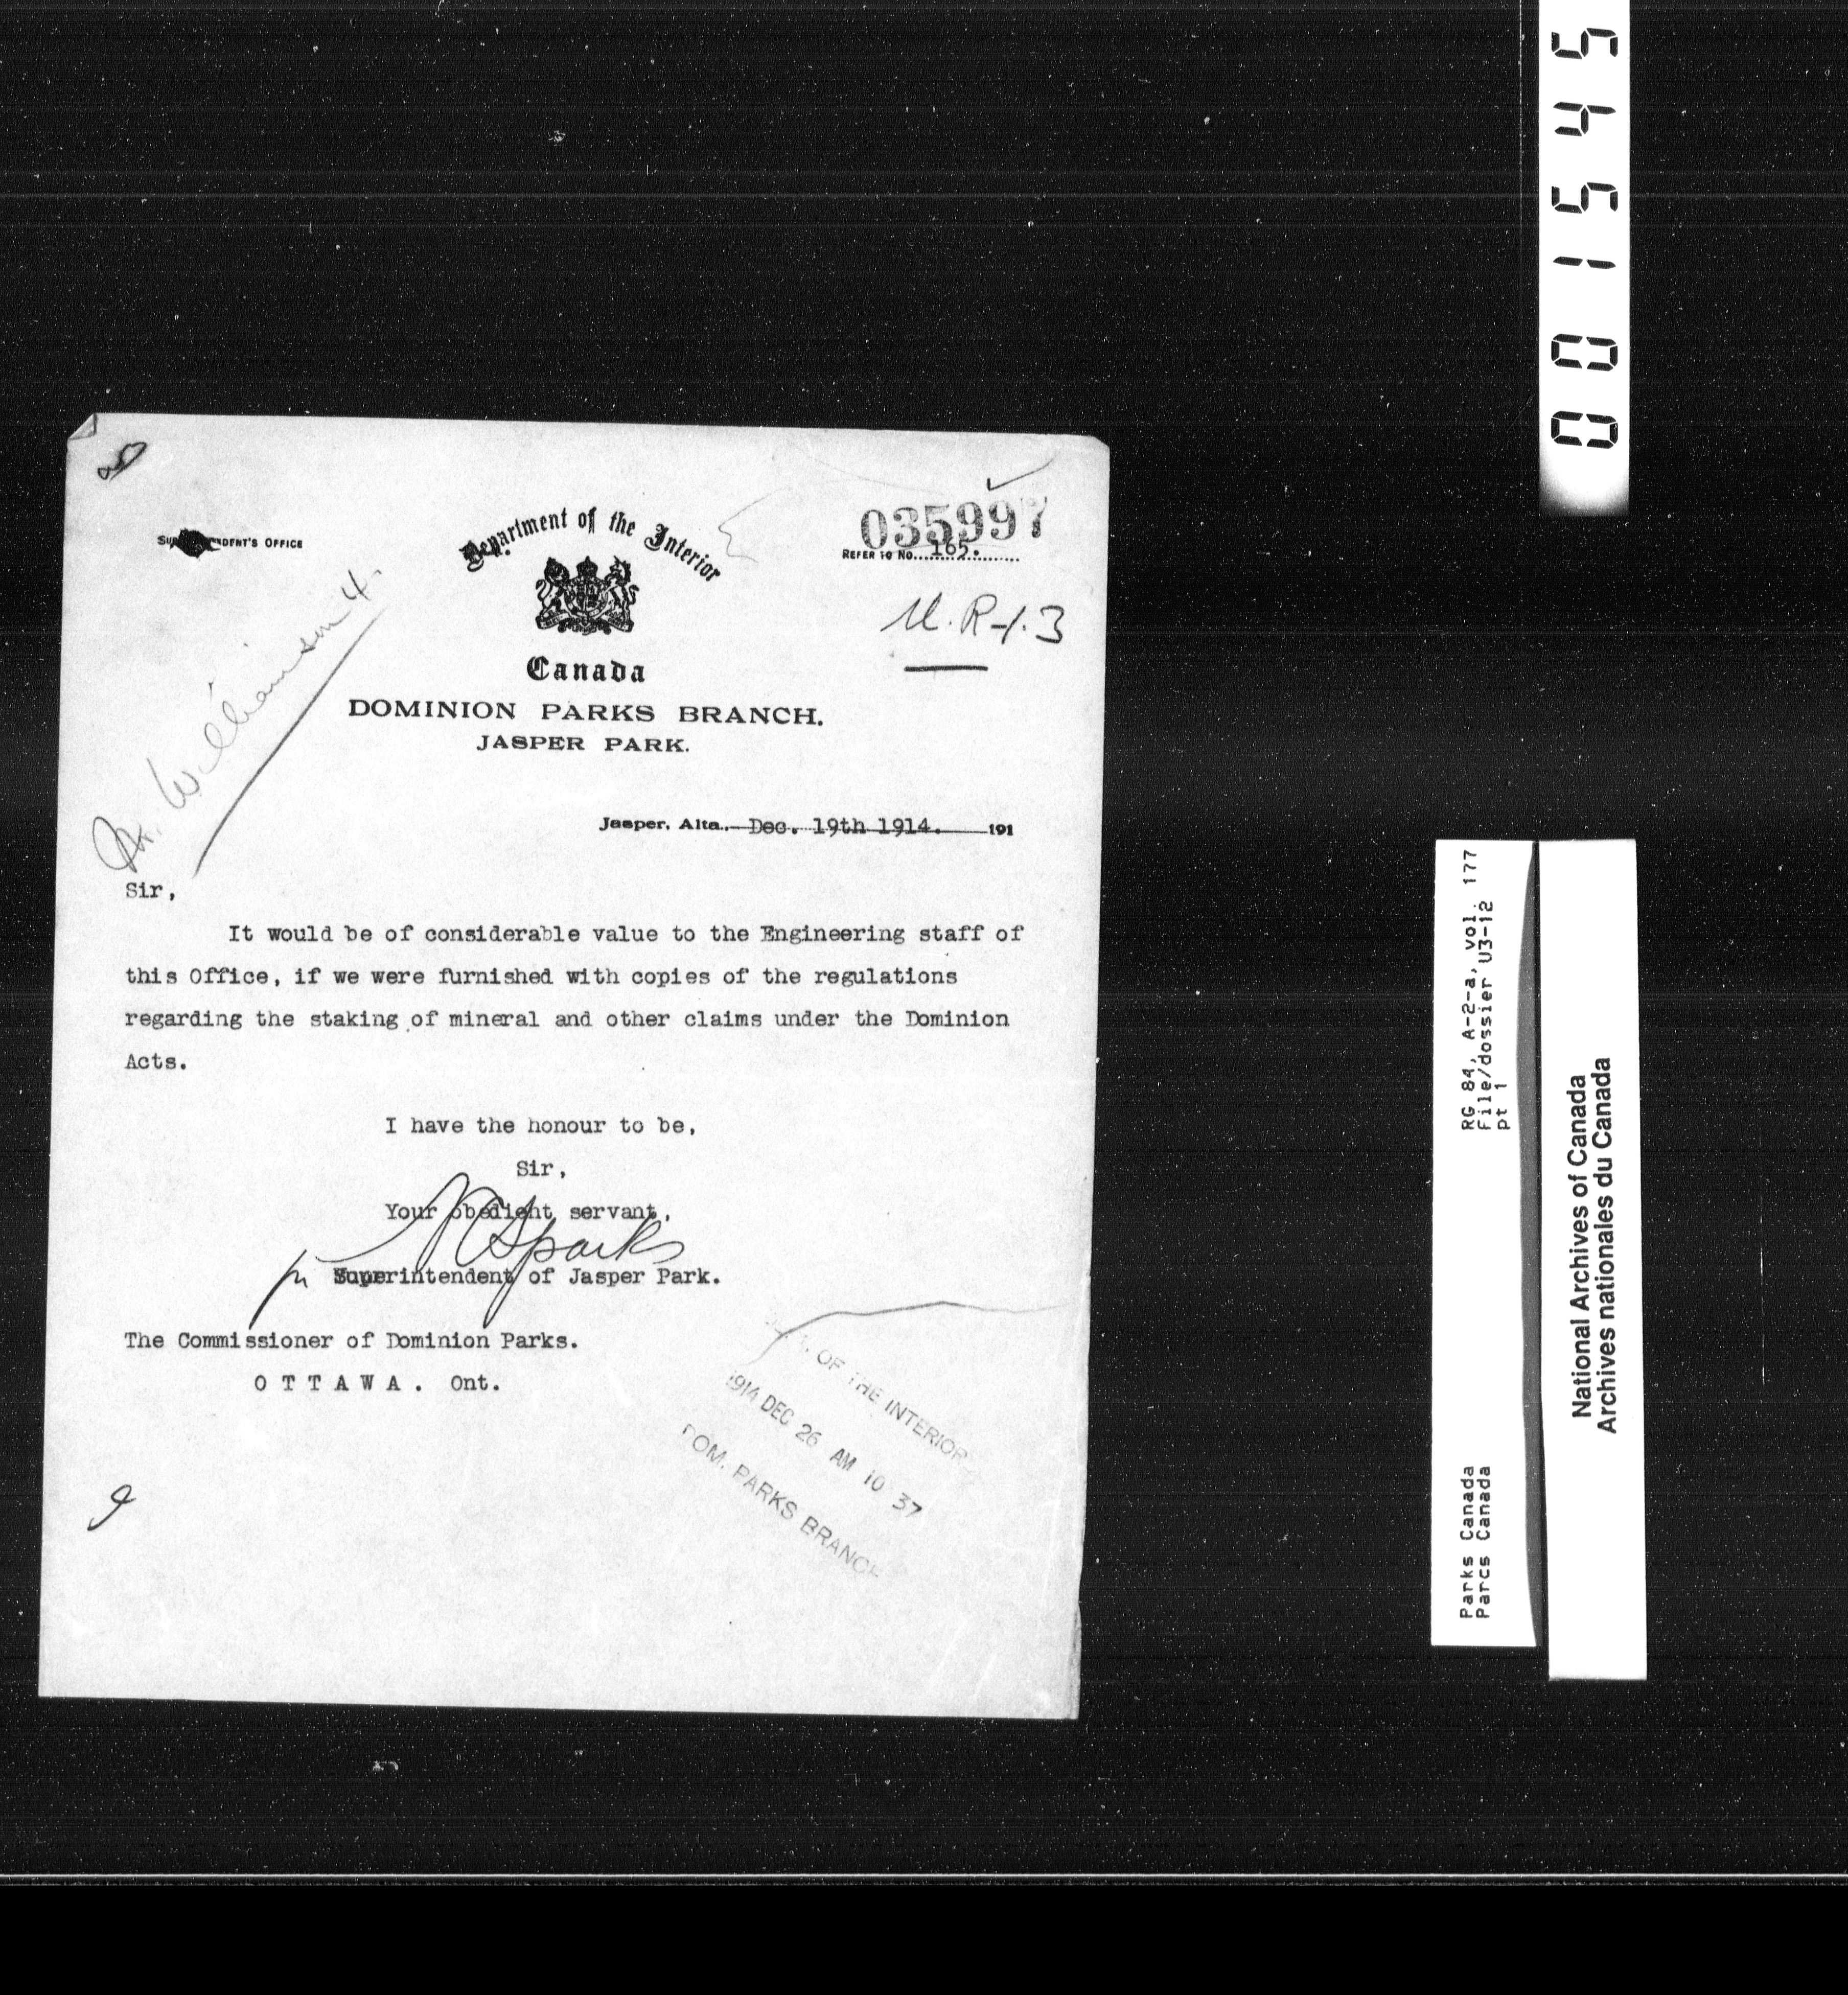 001545
SUPERINTENDENT'S OFFICE
Department of the Interior
035997
REFER TO No. 165.
Canada
U.R-1.3
Mr. Williamson 4
DOMINION PARKS BRANCH.
JASPER PARK.
Jasper, Alta., Dec. 19th 1914. 191
Sir,
It would be of considerable value to the Engineering staff of
this Office, if we were furnished with copies of the regulations
regarding the staking of mineral and other claims under the Dominion
Acts.
I have the honour to be,
Sir,
Your obedient servant,
Sparks
Superintendent of Jasper Park.
The Commissioner of Dominion Parks.
O T T A W A . Ont.
OF THE INTERIOR
1914 DEC 26 AM 10 37
DOM. PARKS BRANCH
RG 84, A-2-a, vol. 177
File/dossier U3-12
pt 1
Parks Canada
Parcs Canada
National Archives of Canada
Archives nationales du Canada